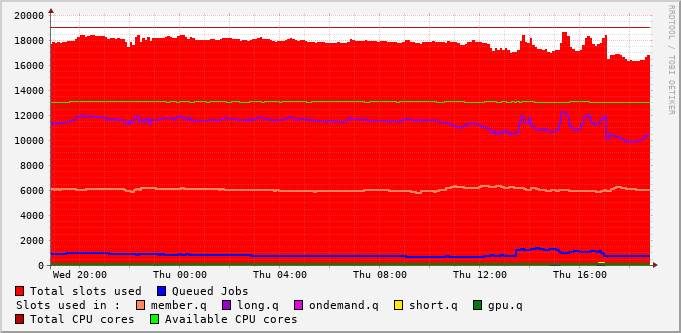 20000
18000
16000
14000
12000
10000
8000
6000
4000
2000
0
Wed 20:00 Thu 00:00 Thu 04:00 Thu 08:00 Thu 12:00 Thu 16:00
RRDTOOL / TOBI OETIKER
Total slots used Queued Jobs
Slots used in : member.q long.q ondemand.q short.q gpu.q
Total CPU cores Available CPU cores